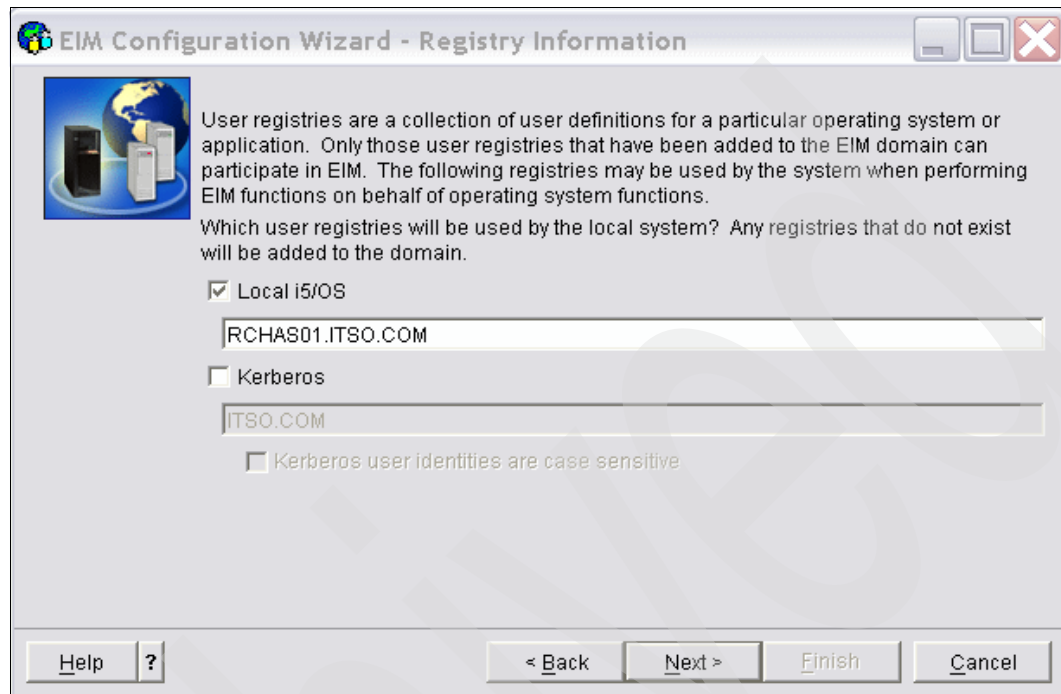 EIM Configuration Wizard - Registry Information
User registries are a collection of user definitions for a particular operating system or
application. Only those user registries that have been added to the EIM domain can
participate in EIM. The following registries may be used by the system when performing
EIM functions on behalf of operating system functions.
Which user registries will be used by the local system? Any registries that do not exist
will be added to the domain.
Local i5/OS
RCHAS01.ITSO.COM
Kerberos
ITSO.COM
Kerberos user identities are case sensitive
Help ? < Back Next > Finish Cancel